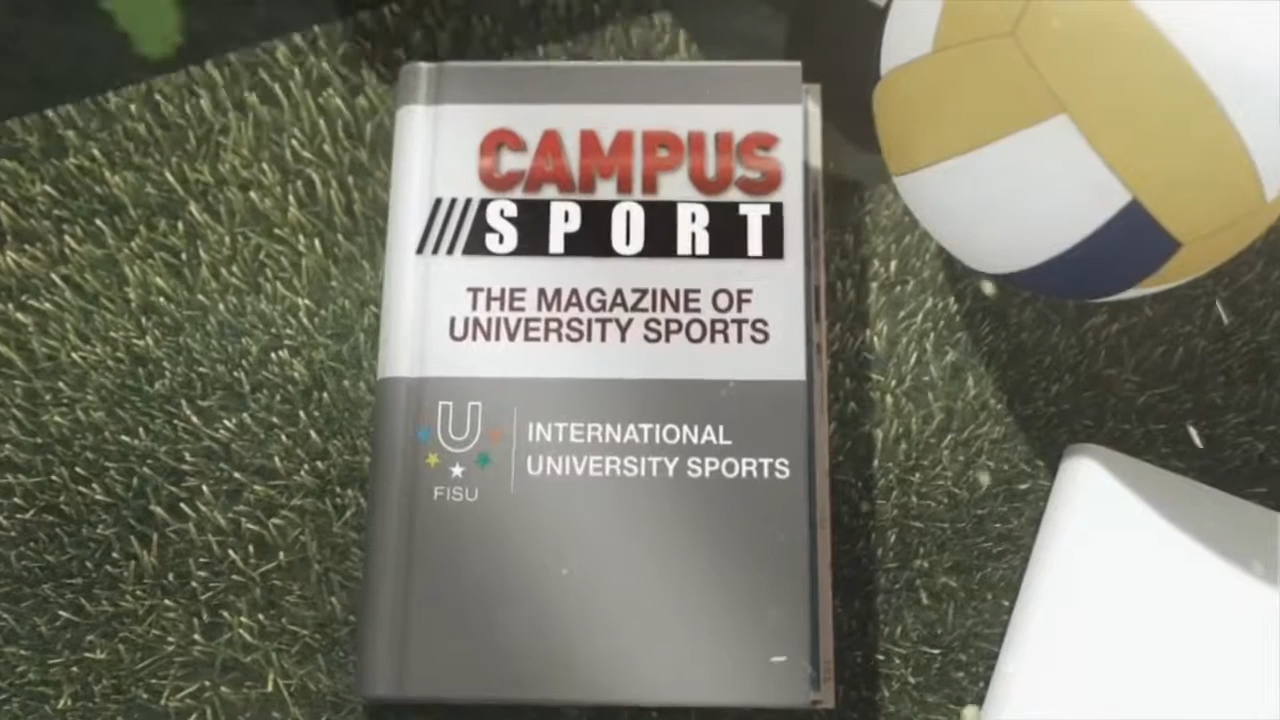 CAMPUS
SPORT
THE MAGAZINE OF
UNIVERSITY SPORTS
U
FISU
INTERNATIONAL
UNIVERSITY SPORTS